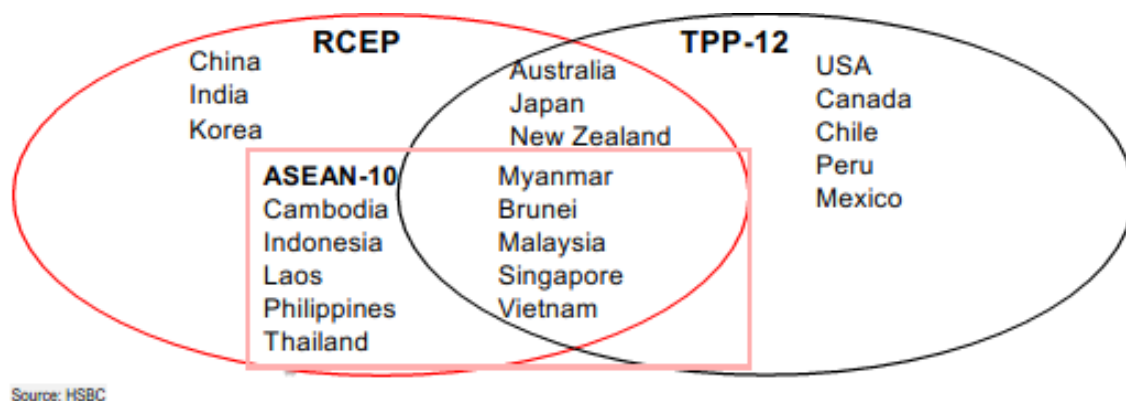 RCEP
TPP-12
China
India
Korea
Australia
Japan
New Zealand
USA
Canada
Chile
Peru
Mexico
ASEAN-10
Cambodia
Indonesia
Laos
Philippines
Thailand
Myanmar
Brunei
Malaysia
Singapore
Vietnam
Source: HSBC